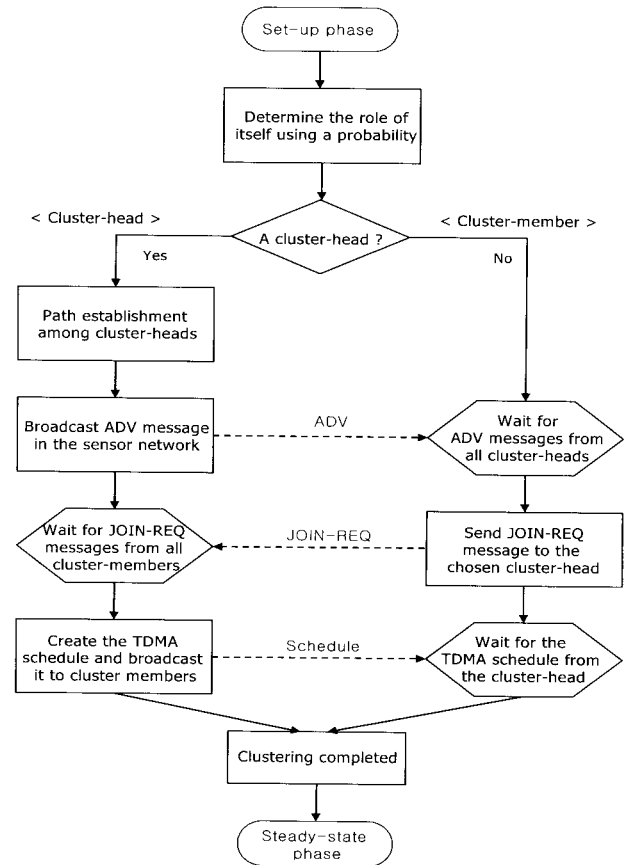 Set-up phase
Determine the role of
itself using a probability
< Cluster-head >
< Cluster-member >
A cluster-head ?
Yes
No
Path establishment
among cluster-heads
Broadcast ADV message
in the sensor network
ADV
Wait for
ADV messages from
all cluster-heads
Wait for JOIN-REQ
messages from all
cluster-members
JOIN-REQ
Send JOIN-REQ
message to the
chosen cluster-head
Create the TDMA
schedule and broadcast
it to cluster members
Schedule
Wait for the
TDMA schedule from
the cluster-head
Clustering completed
Steady-state
phase